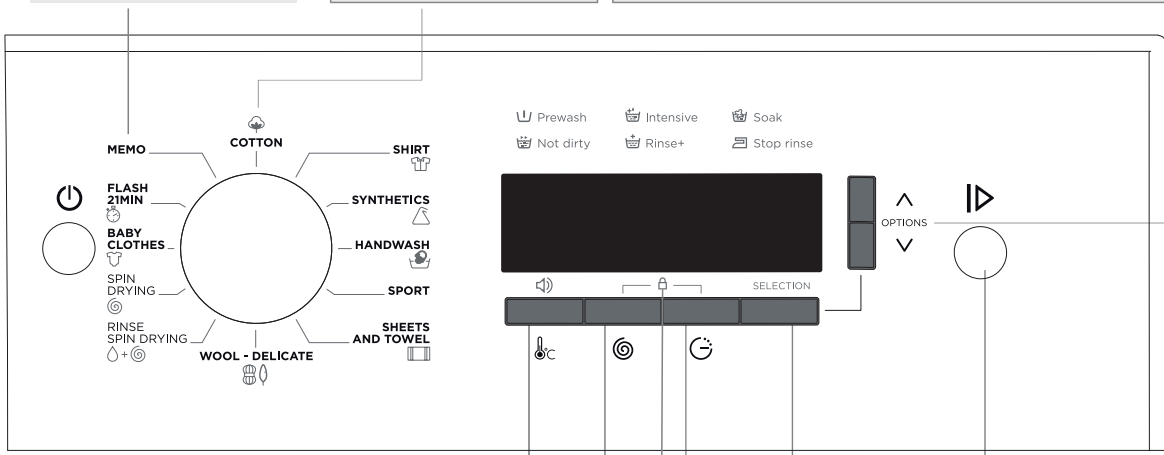 Prewash
Intensive
Soak
Not dirty
Rinse+
Stop rinse
COTTON
MEMO
SHIRT
FLASH
21MIN
SYNTHETICS
BABY
CLOTHES
HANDWASH
SPIN
DRYING
SPORT
RINSE
SPIN DRYING
SHEETS
AND TOWEL
WOOL - DELICATE
OPTIONS
SELECTION
°C